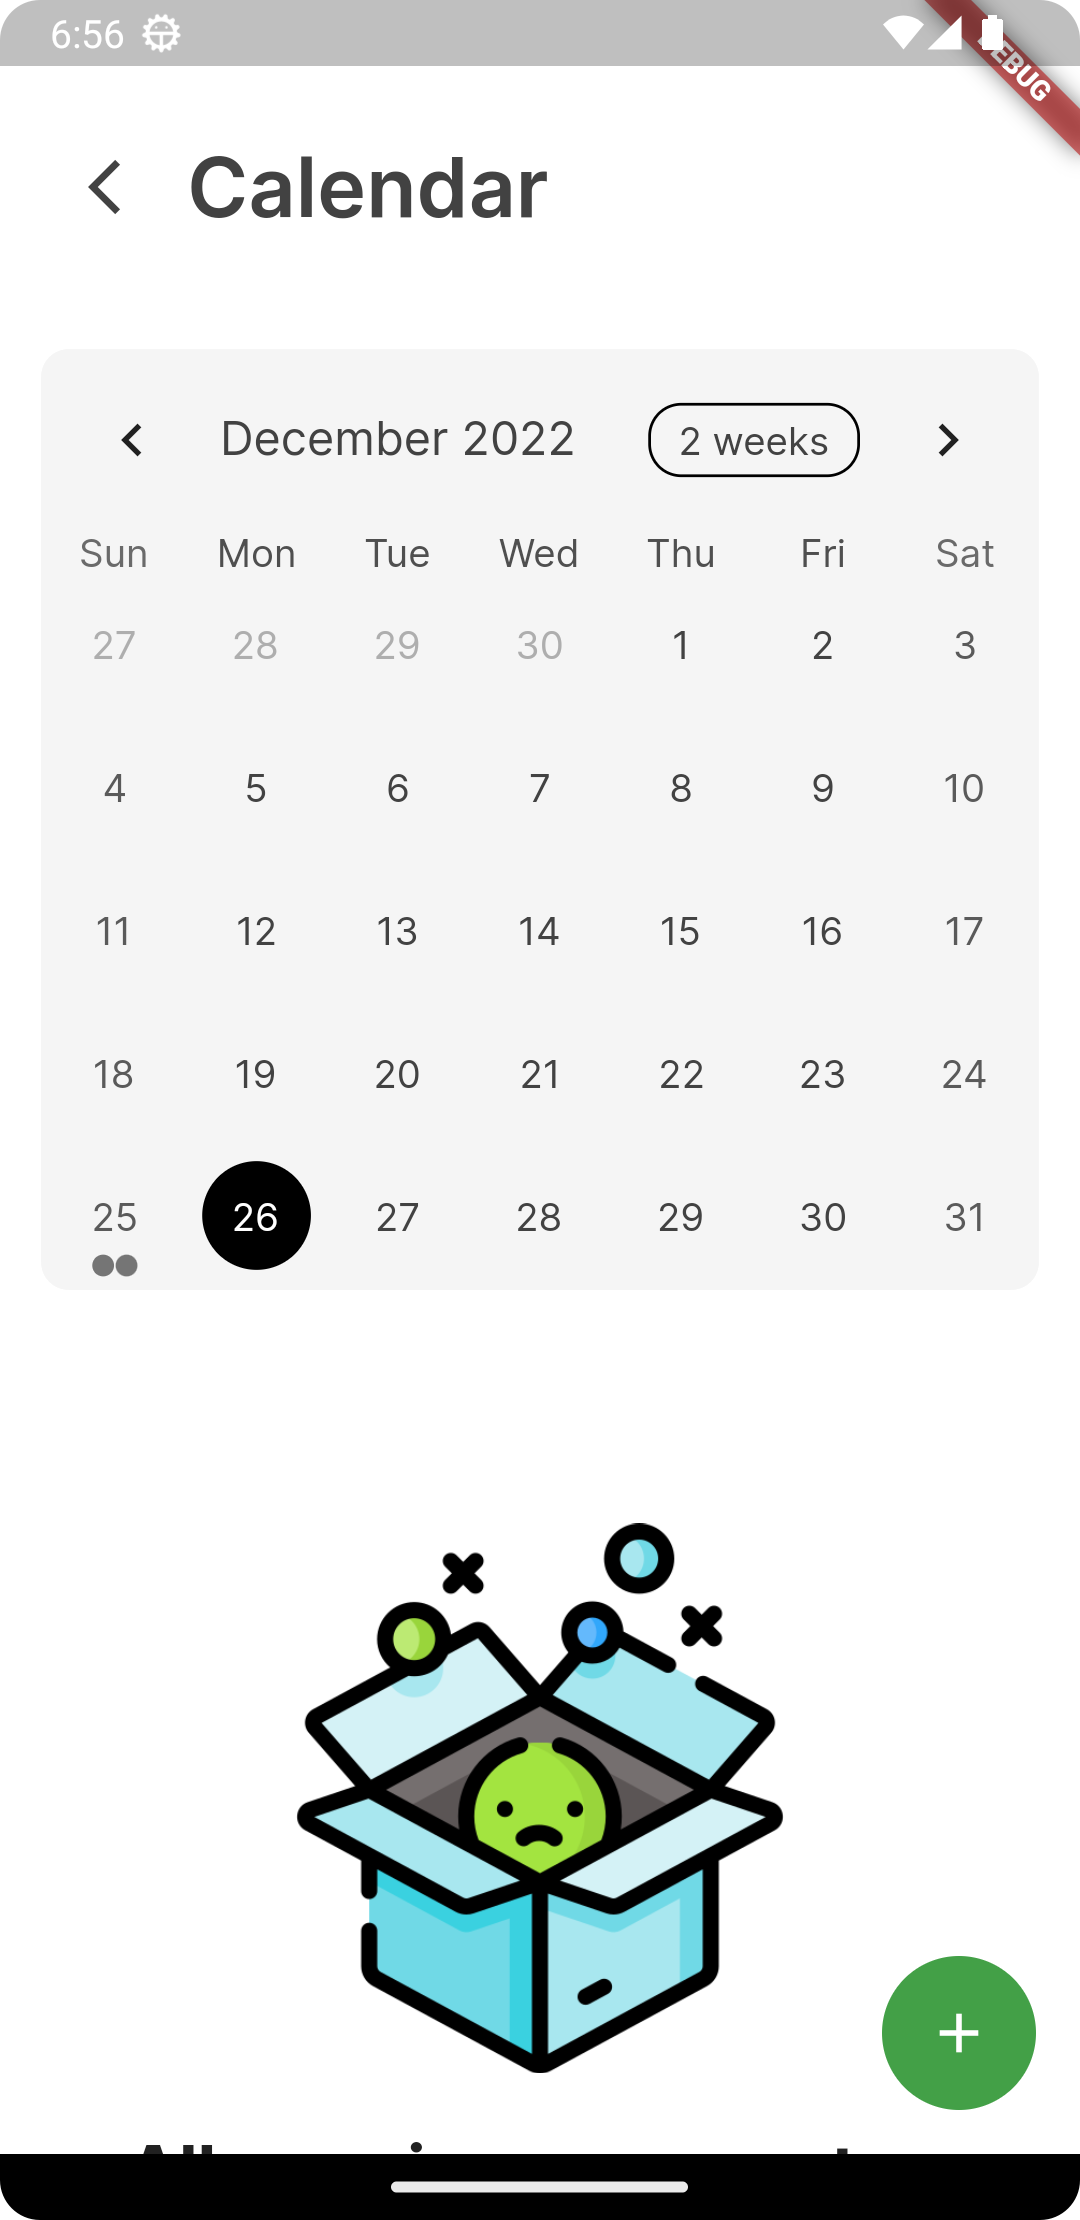 6:56
DEBUG
Calendar
December 2022 2 weeks
Sun Mon Tue Wed Thu Fri Sat
27 28 29 30 1 2 3
4 5 6 7 8 9 10
11 12 13 14 15 16 17
18 19 20 21 22 23 24
25 26 27 28 29 30 31